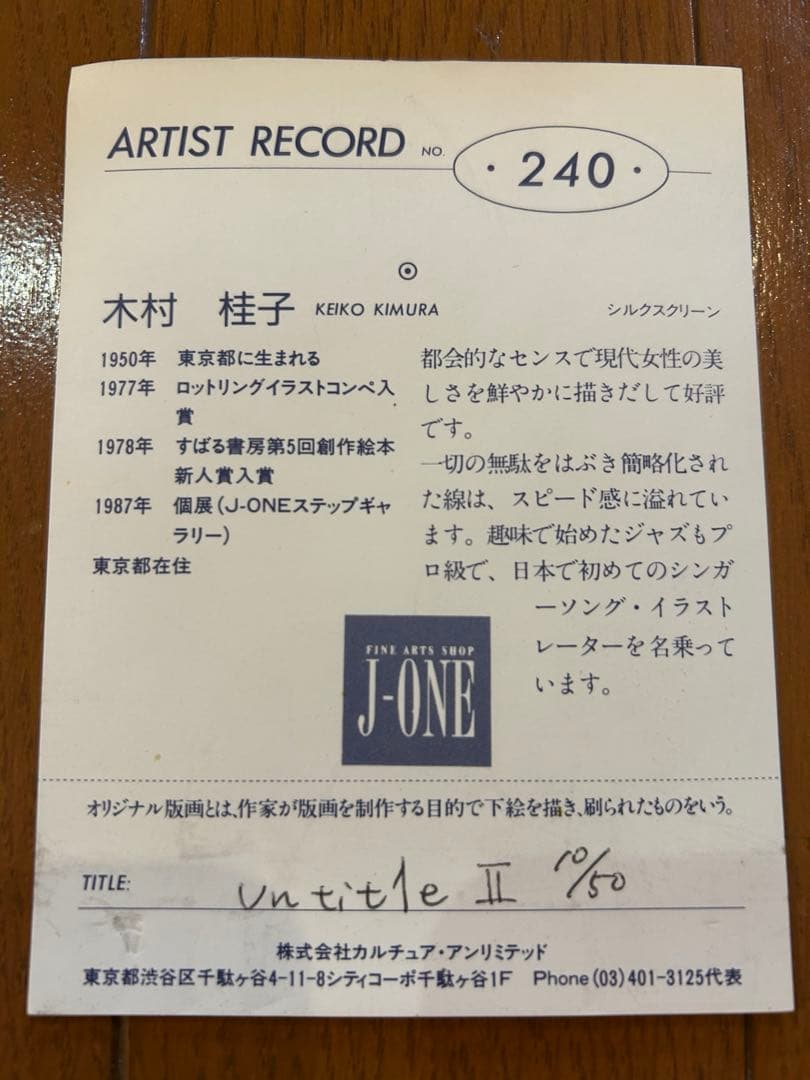 ARTIST RECORD NO. ・240・
木村　桂子 KEIKO KIMURA シルクスクリーン
1950年 東京都に生まれる
1977年 ロットリングイラストコンペ入
賞
1978年 すばる書房第5回創作絵本
新人賞入賞
1987年 個展(J-ONEステップギャ
ラリー)
東京都在住
都会的なセンスで現代女性の美
しさを鮮やかに描きだして好評
です。
一切の無駄をはぶき簡略化され
た線は、スピード感に溢れてい
ます。趣味で始めたジャズもプ
ロ級で、日本で初めてのシンガ
ーソング・イラスト
レーターを名乗って
います。
FINE ARTS SHOP
J-ONE
オリジナル版画とは、作家が版画を制作する目的で下絵を描き、刷られたものをいう。
TITLE: untitle II 10/50
株式会社カルチュア・アンリミテッド
東京都渋谷区千駄ヶ谷4-11-8シティコーポ千駄ヶ谷1F Phone(03)401-3125代表